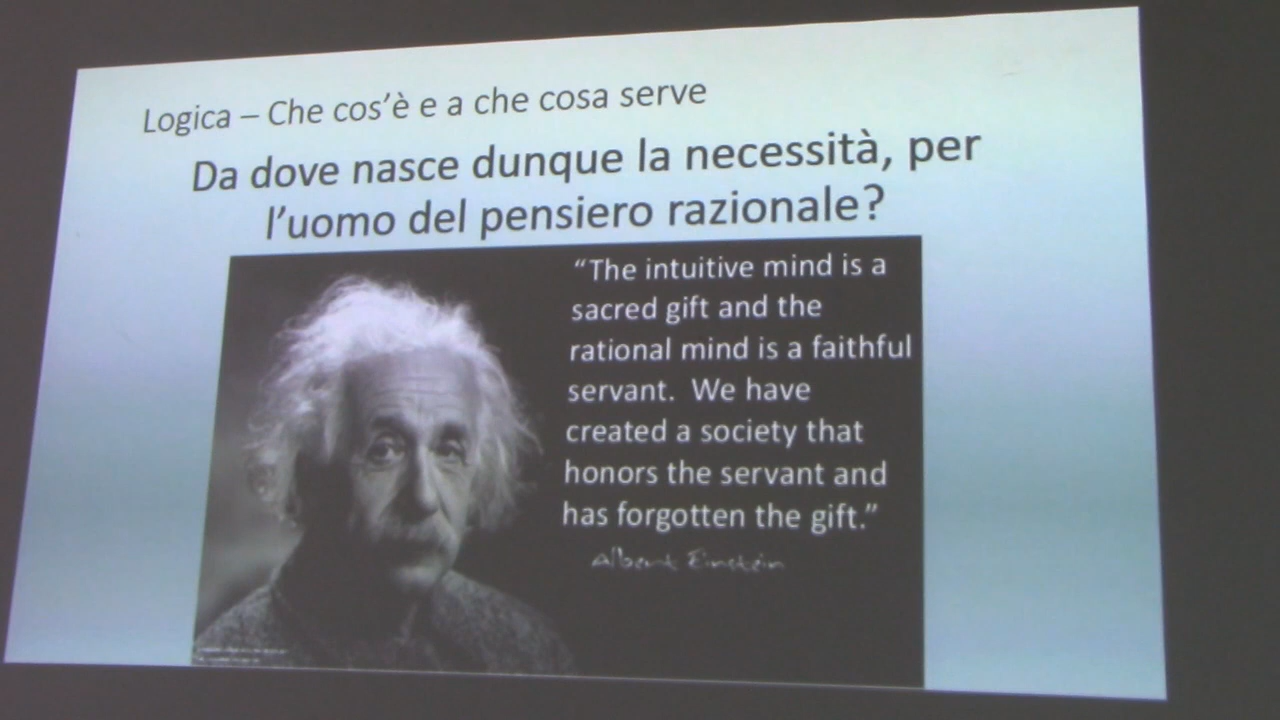 Logica – Che cos'è e a che cosa serve
Da dove nasce dunque la necessità, per
l'uomo del pensiero razionale?
“The intuitive mind is a
sacred gift and the
rational mind is a faithful
servant. We have
created a society that
honors the servant and
has forgotten the gift.”
Albert Einstein